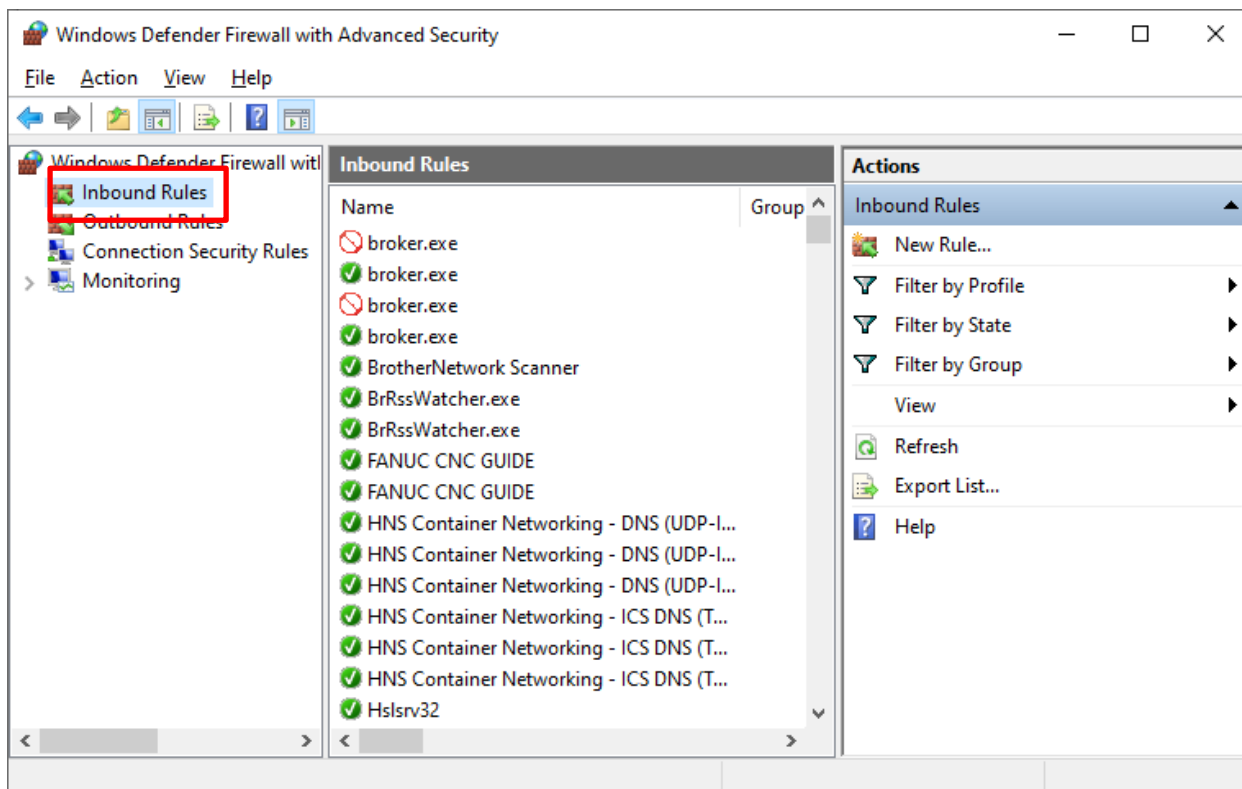 Windows Defender Firewall with Advanced Security
File Action View Help
Windows Defender Firewall witl
Inbound Rules
Outbound Rules
Connection Security Rules
Monitoring
Inbound Rules
Name Group
broker.exe
broker.exe
broker.exe
broker.exe
BrotherNetwork Scanner
BrRssWatcher.exe
BrRssWatcher.exe
FANUC CNC GUIDE
FANUC CNC GUIDE
HNS Container Networking - DNS (UDP-I...
HNS Container Networking - DNS (UDP-I...
HNS Container Networking - DNS (UDP-I...
HNS Container Networking - ICS DNS (T...
HNS Container Networking - ICS DNS (T...
HNS Container Networking - ICS DNS (T...
Hslsrv32
Actions
Inbound Rules
New Rule...
Filter by Profile
Filter by State
Filter by Group
View
Refresh
Export List...
Help